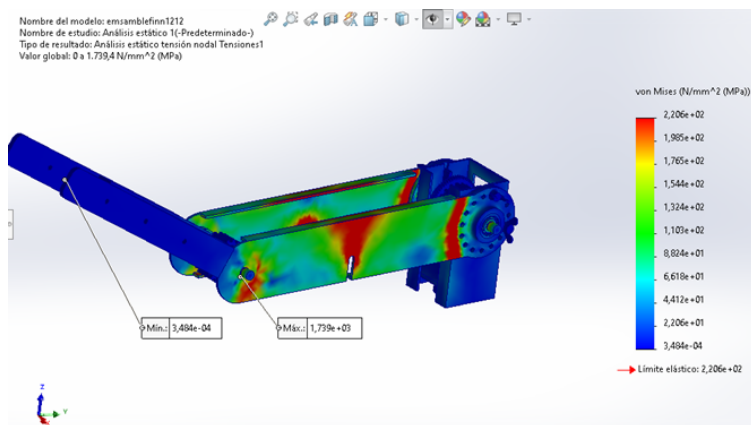 Nombre del modelo: emsamblefinn1212
Nombre de estudio: Análisis estático 1(-Predeterminado-)
Tipo de resultado: Análisis estático tensión nodal Tensiones1
Valor global: 0 a 1.739,4 N/mm^2 (MPa)
von Mises (N/mm^2 (MPa))
2,206e+02
1,985e+02
1,765e+02
1,544e+02
1,324e+02
1,103e+02
8,824e+01
6,618e+01
4,412e+01
2,206e+01
3,484e-04
Límite elástico: 2,206e+02
Mín.: 3,484e-04
Máx.: 1,739e+03
Z
Y